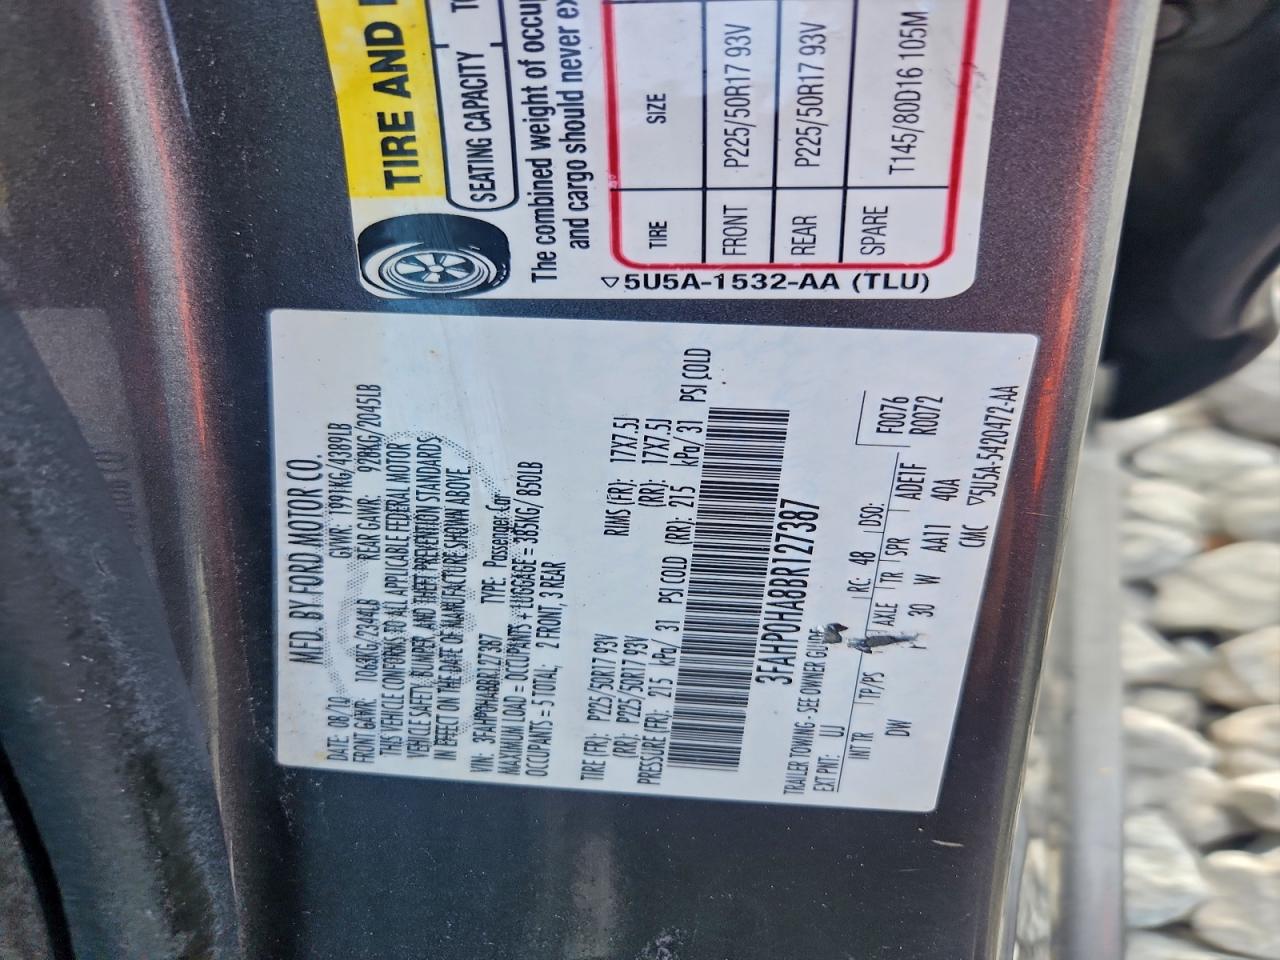 TIRE AND
SEATING CAPACITY
The combined weight of occup
and cargo should never ex
TIRE SIZE
FRONT P225/50R17 93V
REAR P225/50R17 93V
SPARE T145/80D16 105M
5U5A-1532-AA (TLU)
MFD. BY FORD MOTOR CO.
DATE: 08/10 GVWR: 1991KG/4389LB
FRONT GAWR: 1063KG/2344LB REAR GAWR: 928KG/2045LB
THIS VEHICLE CONFORMS TO ALL APPLICABLE FEDERAL MOTOR
VEHICLE SAFETY, BUMPER, AND THEFT PREVENTION STANDARDS
IN EFFECT ON THE DATE OF MANUFACTURE SHOWN ABOVE.
VIN: 3FAHP0HA8BR127387 TYPE: Passenger Car
MAXIMUM LOAD = OCCUPANTS + LUGGAGE = 385KG/ 850LB
OCCUPANTS = 5 TOTAL, 2 FRONT, 3 REAR
TIRE (FR): P225/50R17 93V RIMS (FR): 17X7.5J
(RR): P225/50R17 93V (RR): 17X7.5J
PRESSURE (FR): 215 kPa/ 31 PSI COLD (RR): 215 kPa/ 31 PSI COLD
3FAHP0HA8BR127387
TRAILER TOWING - SEE OWNER GUIDE
EXT PNT: UJ RC: 48 DSO: F0076
R0072
INT TR TP/PS AXLE TR SPR ADEIF
DW J 30 W AA11 40A
CMC 5U5A-5420472-AA